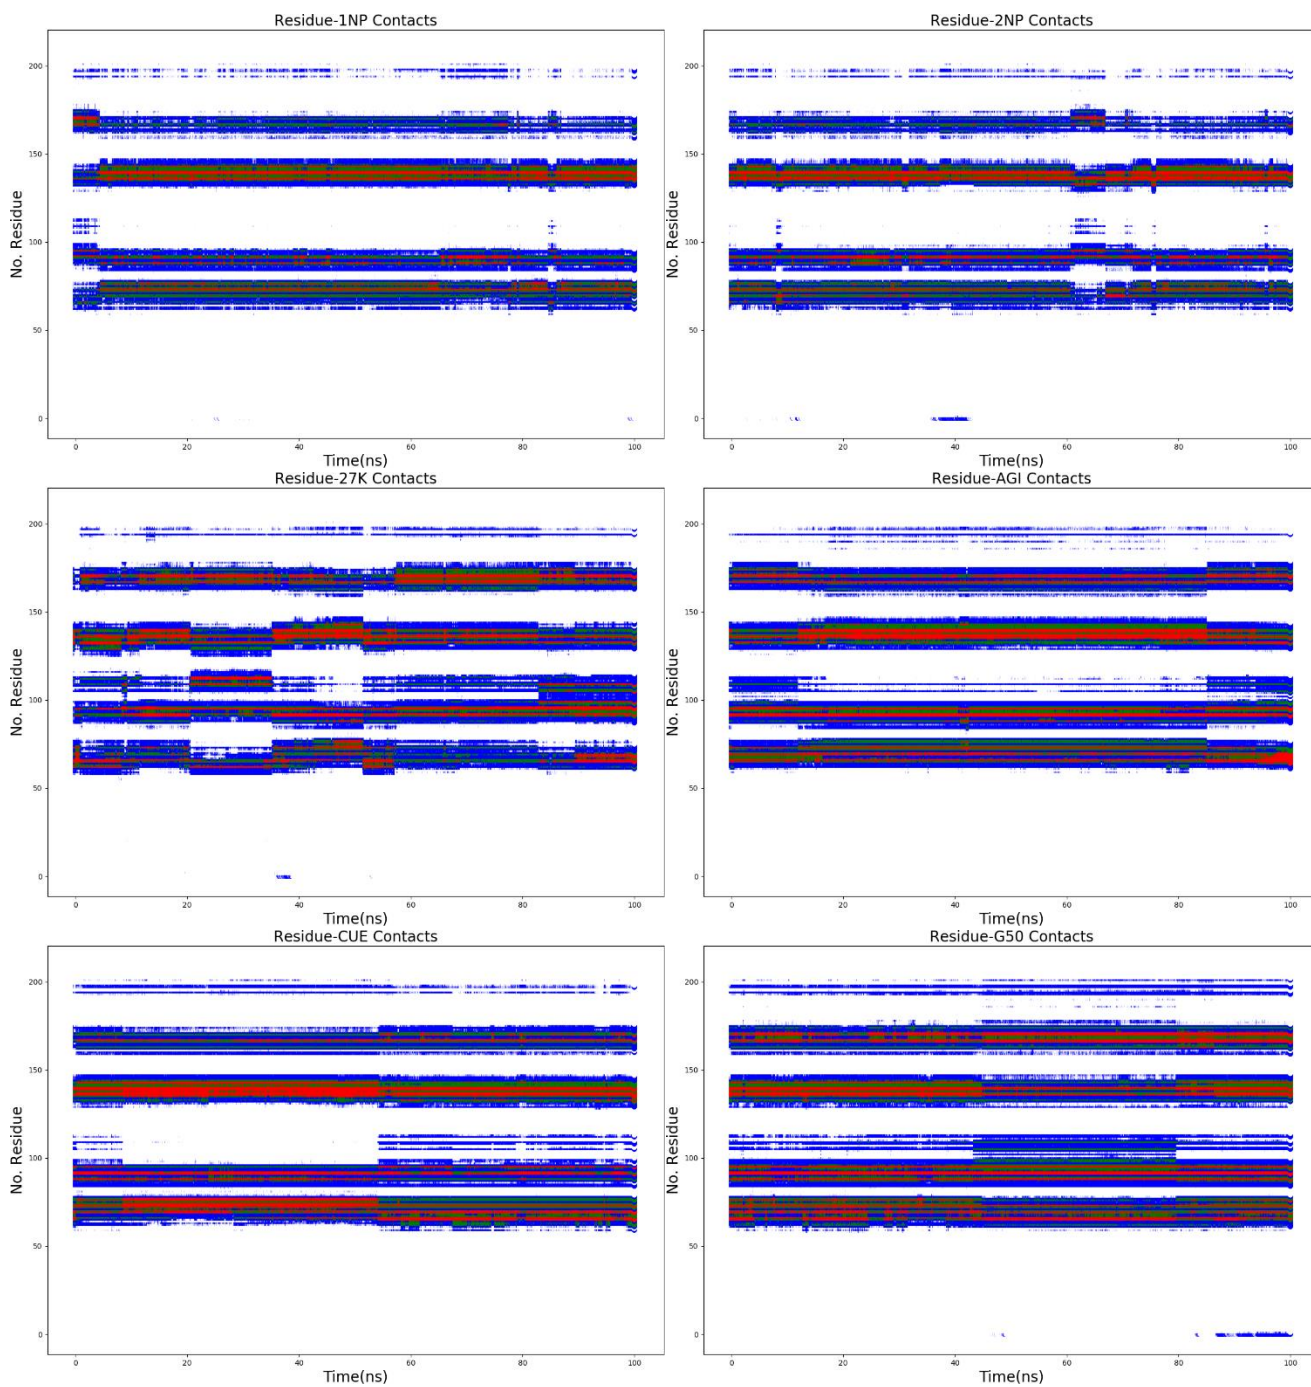 Residue-1NP Contacts
No. Residue
200
150
100
50
0
0 20 40 60 80 100
Time(ns)
Residue-2NP Contacts
No. Residue
200
150
100
50
0
0 20 40 60 80 100
Time(ns)
Residue-27K Contacts
No. Residue
200
150
100
50
0
0 20 40 60 80 100
Time(ns)
Residue-AGI Contacts
No. Residue
200
150
100
50
0
0 20 40 60 80 100
Time(ns)
Residue-CUE Contacts
No. Residue
200
150
100
50
0
0 20 40 60 80 100
Time(ns)
Residue-G50 Contacts
No. Residue
200
150
100
50
0
0 20 40 60 80 100
Time(ns)